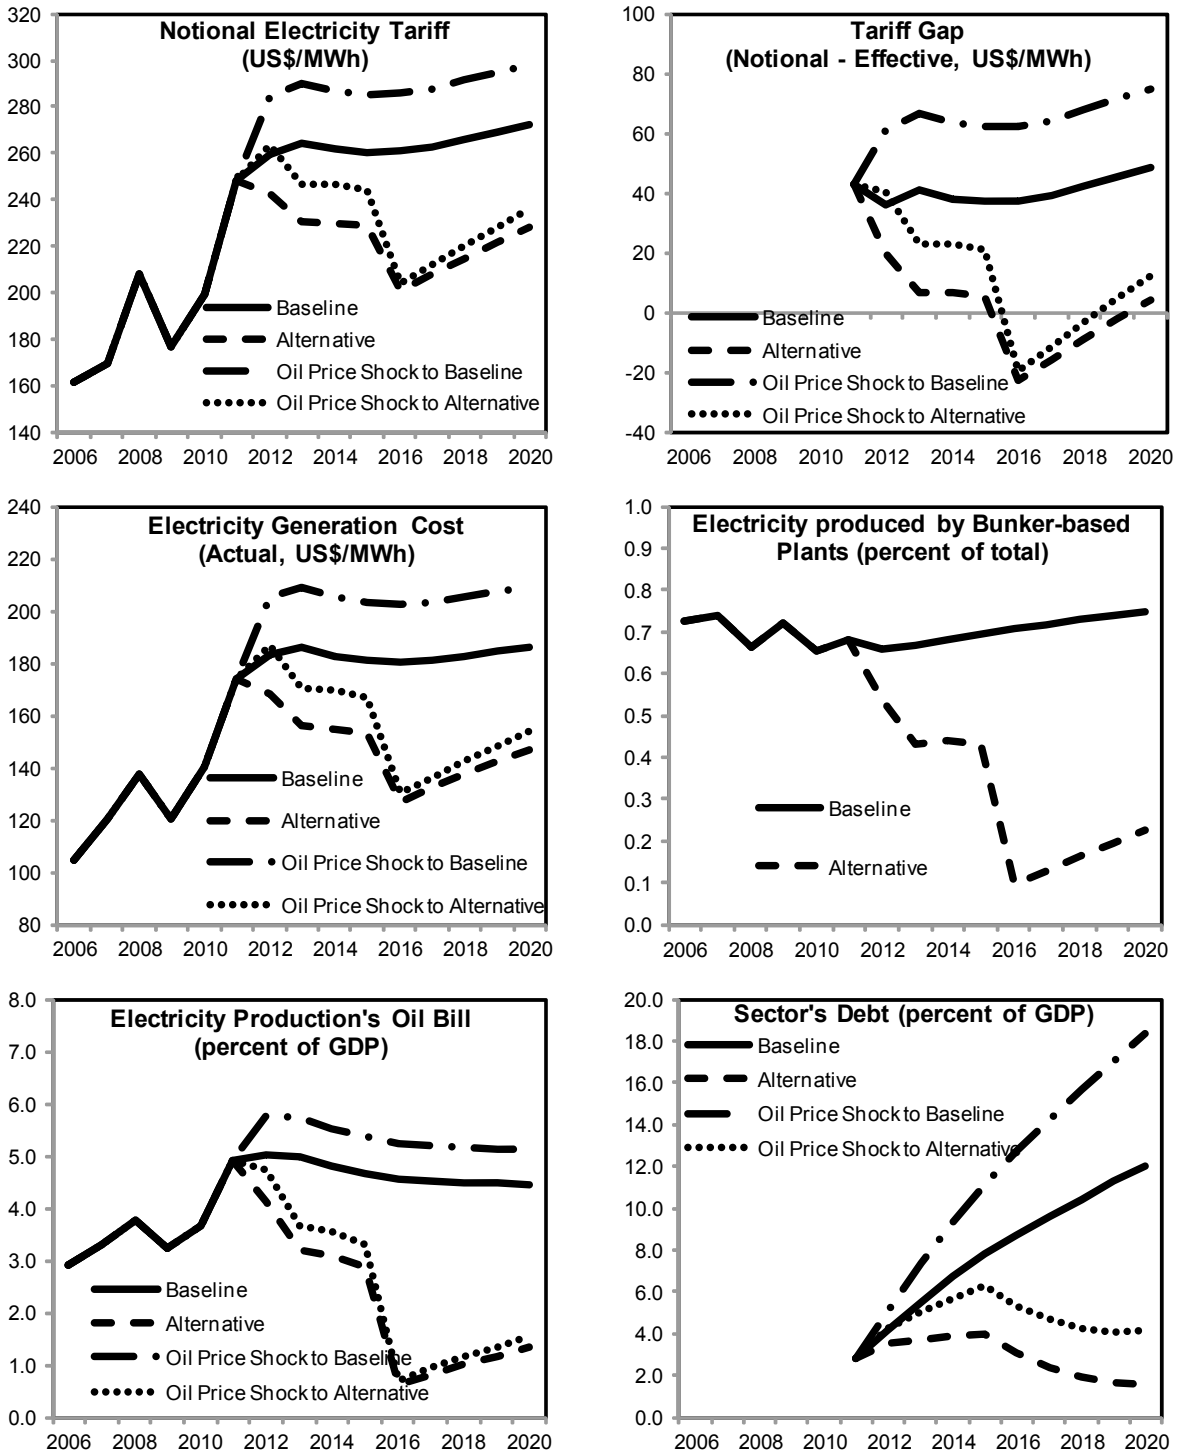 Notional Electricity Tariff
(US$/MWh)
320
300
280
260
240
220
200
180
160
140
Baseline
Alternative
Oil Price Shock to Baseline
Oil Price Shock to Alternative
2006 2008 2010 2012 2014 2016 2018 2020
Tariff Gap
(Notional - Effective, US$/MWh)
100
80
60
40
20
0
-20
-40
Baseline
Alternative
Oil Price Shock to Baseline
Oil Price Shock to Alternative
2006 2008 2010 2012 2014 2016 2018 2020
Electricity Generation Cost
(Actual, US$/MWh)
240
220
200
180
160
140
120
100
80
Baseline
Alternative
Oil Price Shock to Baseline
Oil Price Shock to Alternative
2006 2008 2010 2012 2014 2016 2018 2020
Electricity produced by Bunker-based
Plants (percent of total)
1.0
0.9
0.8
0.7
0.6
0.5
0.4
0.3
0.2
0.1
0.0
Baseline
Alternative
2006 2008 2010 2012 2014 2016 2018 2020
Electricity Production's Oil Bill
(percent of GDP)
8.0
7.0
6.0
5.0
4.0
3.0
2.0
1.0
0.0
Baseline
Alternative
Oil Price Shock to Baseline
Oil Price Shock to Alternative
2006 2008 2010 2012 2014 2016 2018 2020
Sector's Debt (percent of GDP)
20.0
18.0
16.0
14.0
12.0
10.0
8.0
6.0
4.0
2.0
0.0
Baseline
Alternative
Oil Price Shock to Baseline
Oil Price Shock to Alternative
2006 2008 2010 2012 2014 2016 2018 2020